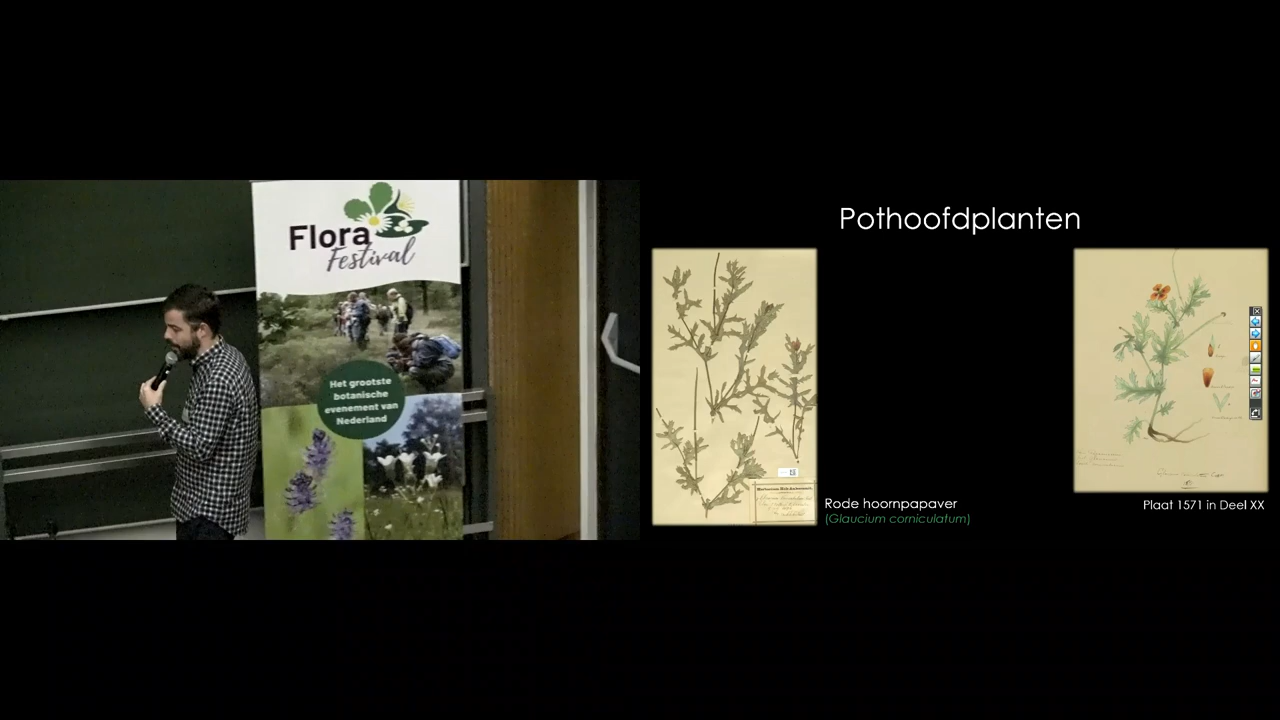 Flora
Festival
Het grootste
botanische
evenement van
Nederland
Pothoofdplanten
Rode hoornpapaver
(Glaucium corniculatum)
Plaat 1571 in Deel XX